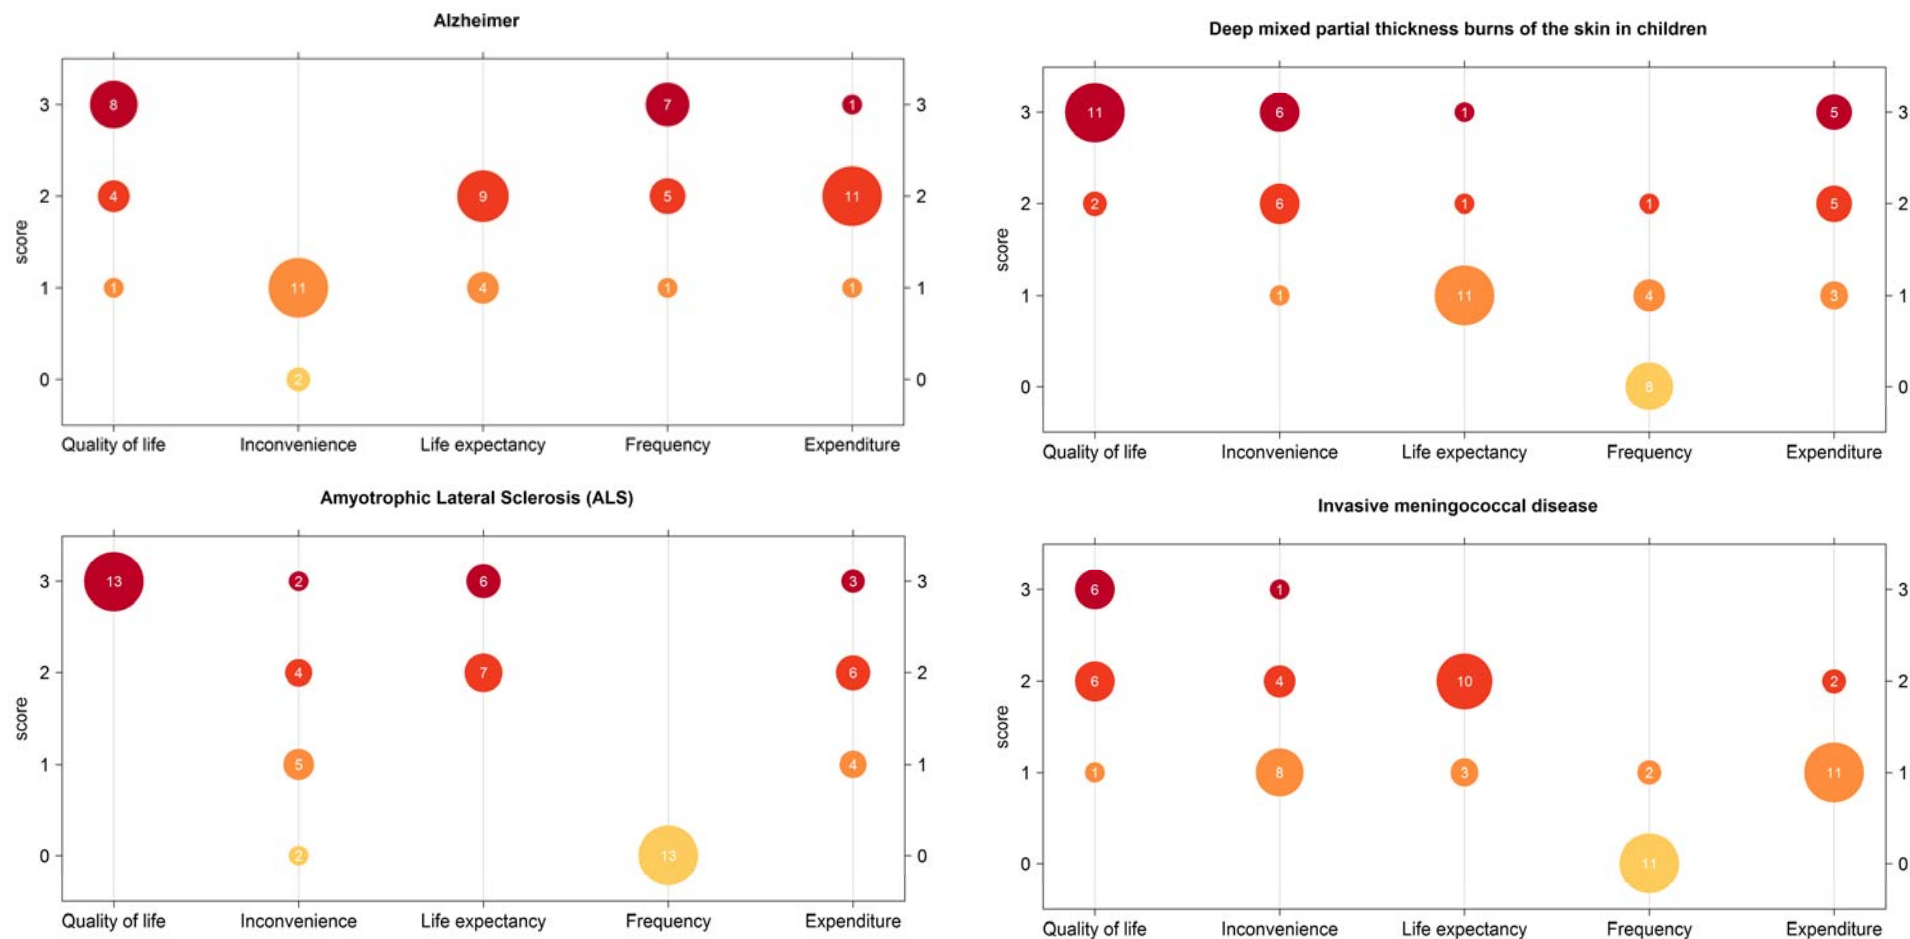 Alzheimer
3 8 7 1 3
2 4 9 5 11 2
score
1 1 11 4 1 1 1
0 2 0
Quality of life Inconvenience Life expectancy Frequency Expenditure
Deep mixed partial thickness burns of the skin in children
3 11 6 1 5 3
2 2 6 1 1 5 2
score
1 1 11 4 3 1
0 8 0
Quality of life Inconvenience Life expectancy Frequency Expenditure
Amyotrophic Lateral Sclerosis (ALS)
3 13 2 6 3 3
2 4 7 6 2
score
1 5 4 1
0 2 13 0
Quality of life Inconvenience Life expectancy Frequency Expenditure
Invasive meningococcal disease
3 6 1 3
2 6 4 10 2 2
score
1 1 8 3 2 11 1
0 11 0
Quality of life Inconvenience Life expectancy Frequency Expenditure